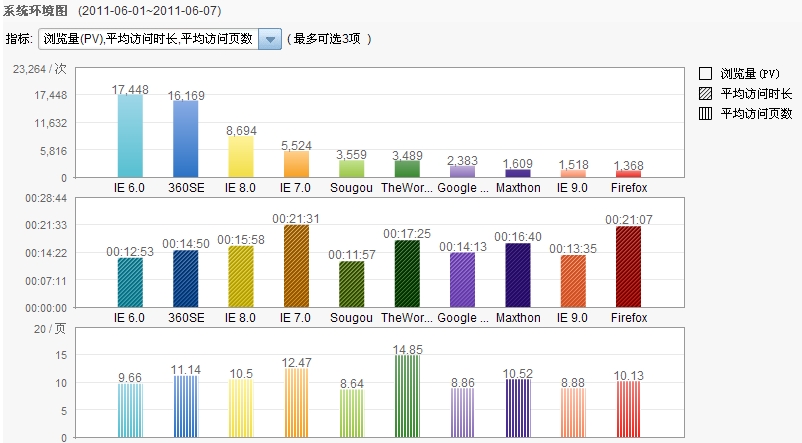 系统环境图 (2011-06-01~2011-06-07)
指标: 浏览量(PV),平均访问时长,平均访问页数 ( 最多可选3项 )
23,264 / 次
17,448
11,632
5,816
0
17,448 16,169 8,694 5,524 3,559 3,489 2,383 1,609 1,518 1,368
IE 6.0 360SE IE 8.0 IE 7.0 Sougou TheWor... Google ... Maxthon IE 9.0 Firefox
浏览量(PV)
平均访问时长
平均访问页数
00:28:44
00:21:33
00:14:22
00:07:11
00:00:00
00:12:53 00:14:50 00:15:58 00:21:31 00:11:57 00:17:25 00:14:13 00:16:40 00:13:35 00:21:07
IE 6.0 360SE IE 8.0 IE 7.0 Sougou TheWor... Google ... Maxthon IE 9.0 Firefox
20 / 页
15
10
5
0
9.66 11.14 10.5 12.47 8.64 14.85 8.86 10.52 8.88 10.13